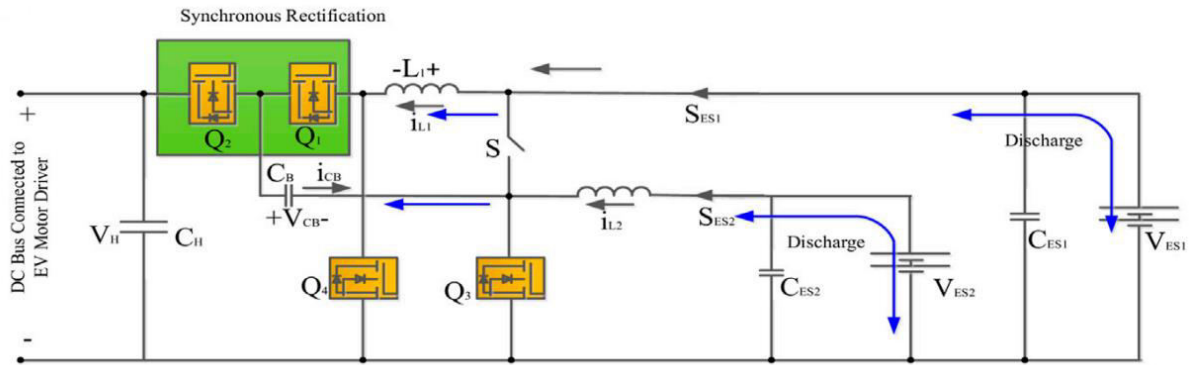 Synchronous Rectification
-L1+
Q2
Q1
iL1
SES1
Discharge
+
DC Bus Connected to
EV Motor Driver
S
CB
iCB
+VCB-
iL2
SES2
VH
CH
Discharge
CES1
VES1
Q4
Q3
CES2
VES2
-